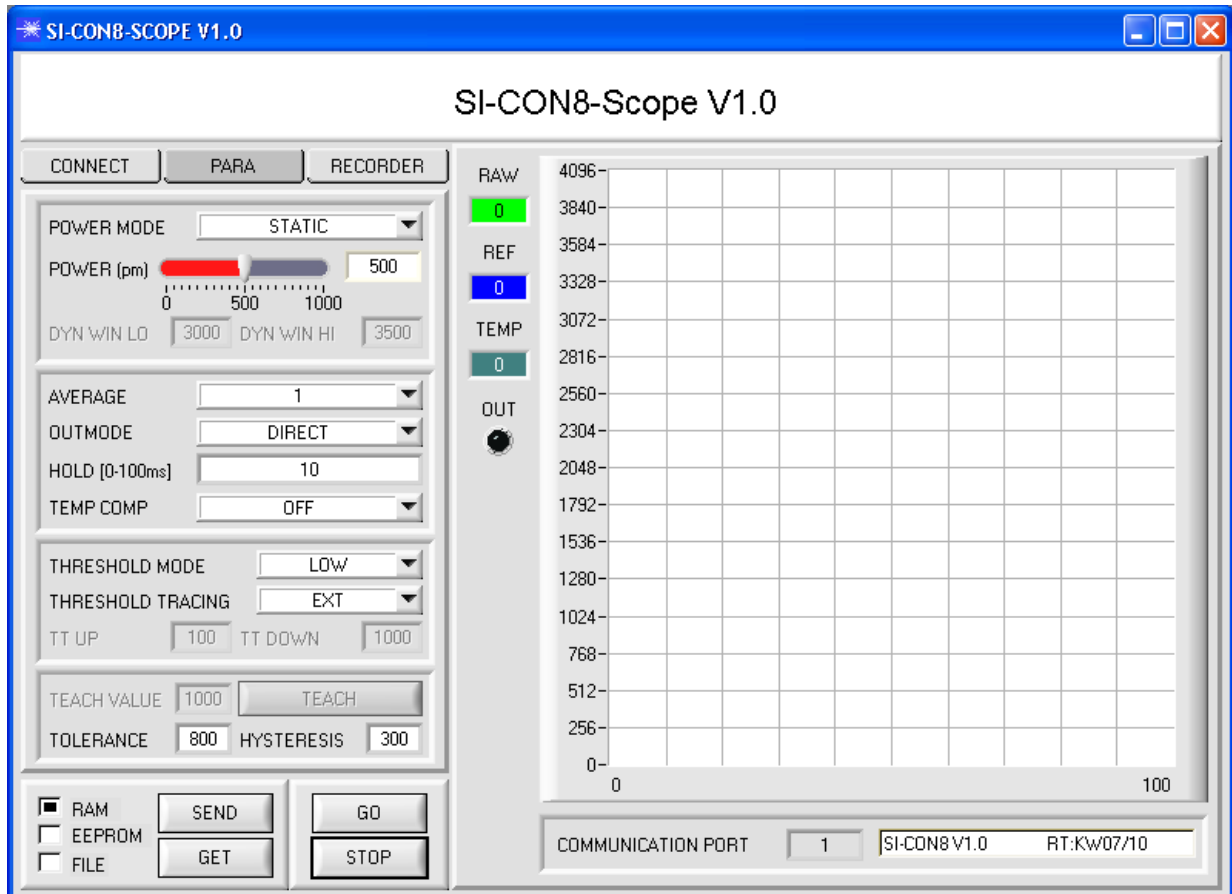 SI-CON8-SCOPE V1.0
SI-CON8-Scope V1.0
CONNECT PARA RECORDER
POWER MODE STATIC
POWER (pm) 500
0 500 1000
DYN WIN LO 3000 DYN WIN HI 3500
AVERAGE 1
OUTMODE DIRECT
HOLD [0-100ms] 10
TEMP COMP OFF
THRESHOLD MODE LOW
THRESHOLD TRACING EXT
TT UP 100 TT DOWN 1000
TEACH VALUE 1000 TEACH
TOLERANCE 800 HYSTERESIS 300
RAM
EEPROM
FILE
SEND
GET
GO
STOP
RAW
0
REF
0
TEMP
0
OUT
4096
3840
3584
3328
3072
2816
2560
2304
2048
1792
1536
1280
1024
768
512
256
0
0 100
COMMUNICATION PORT 1 SI-CON8 V1.0 RT:KW07/10